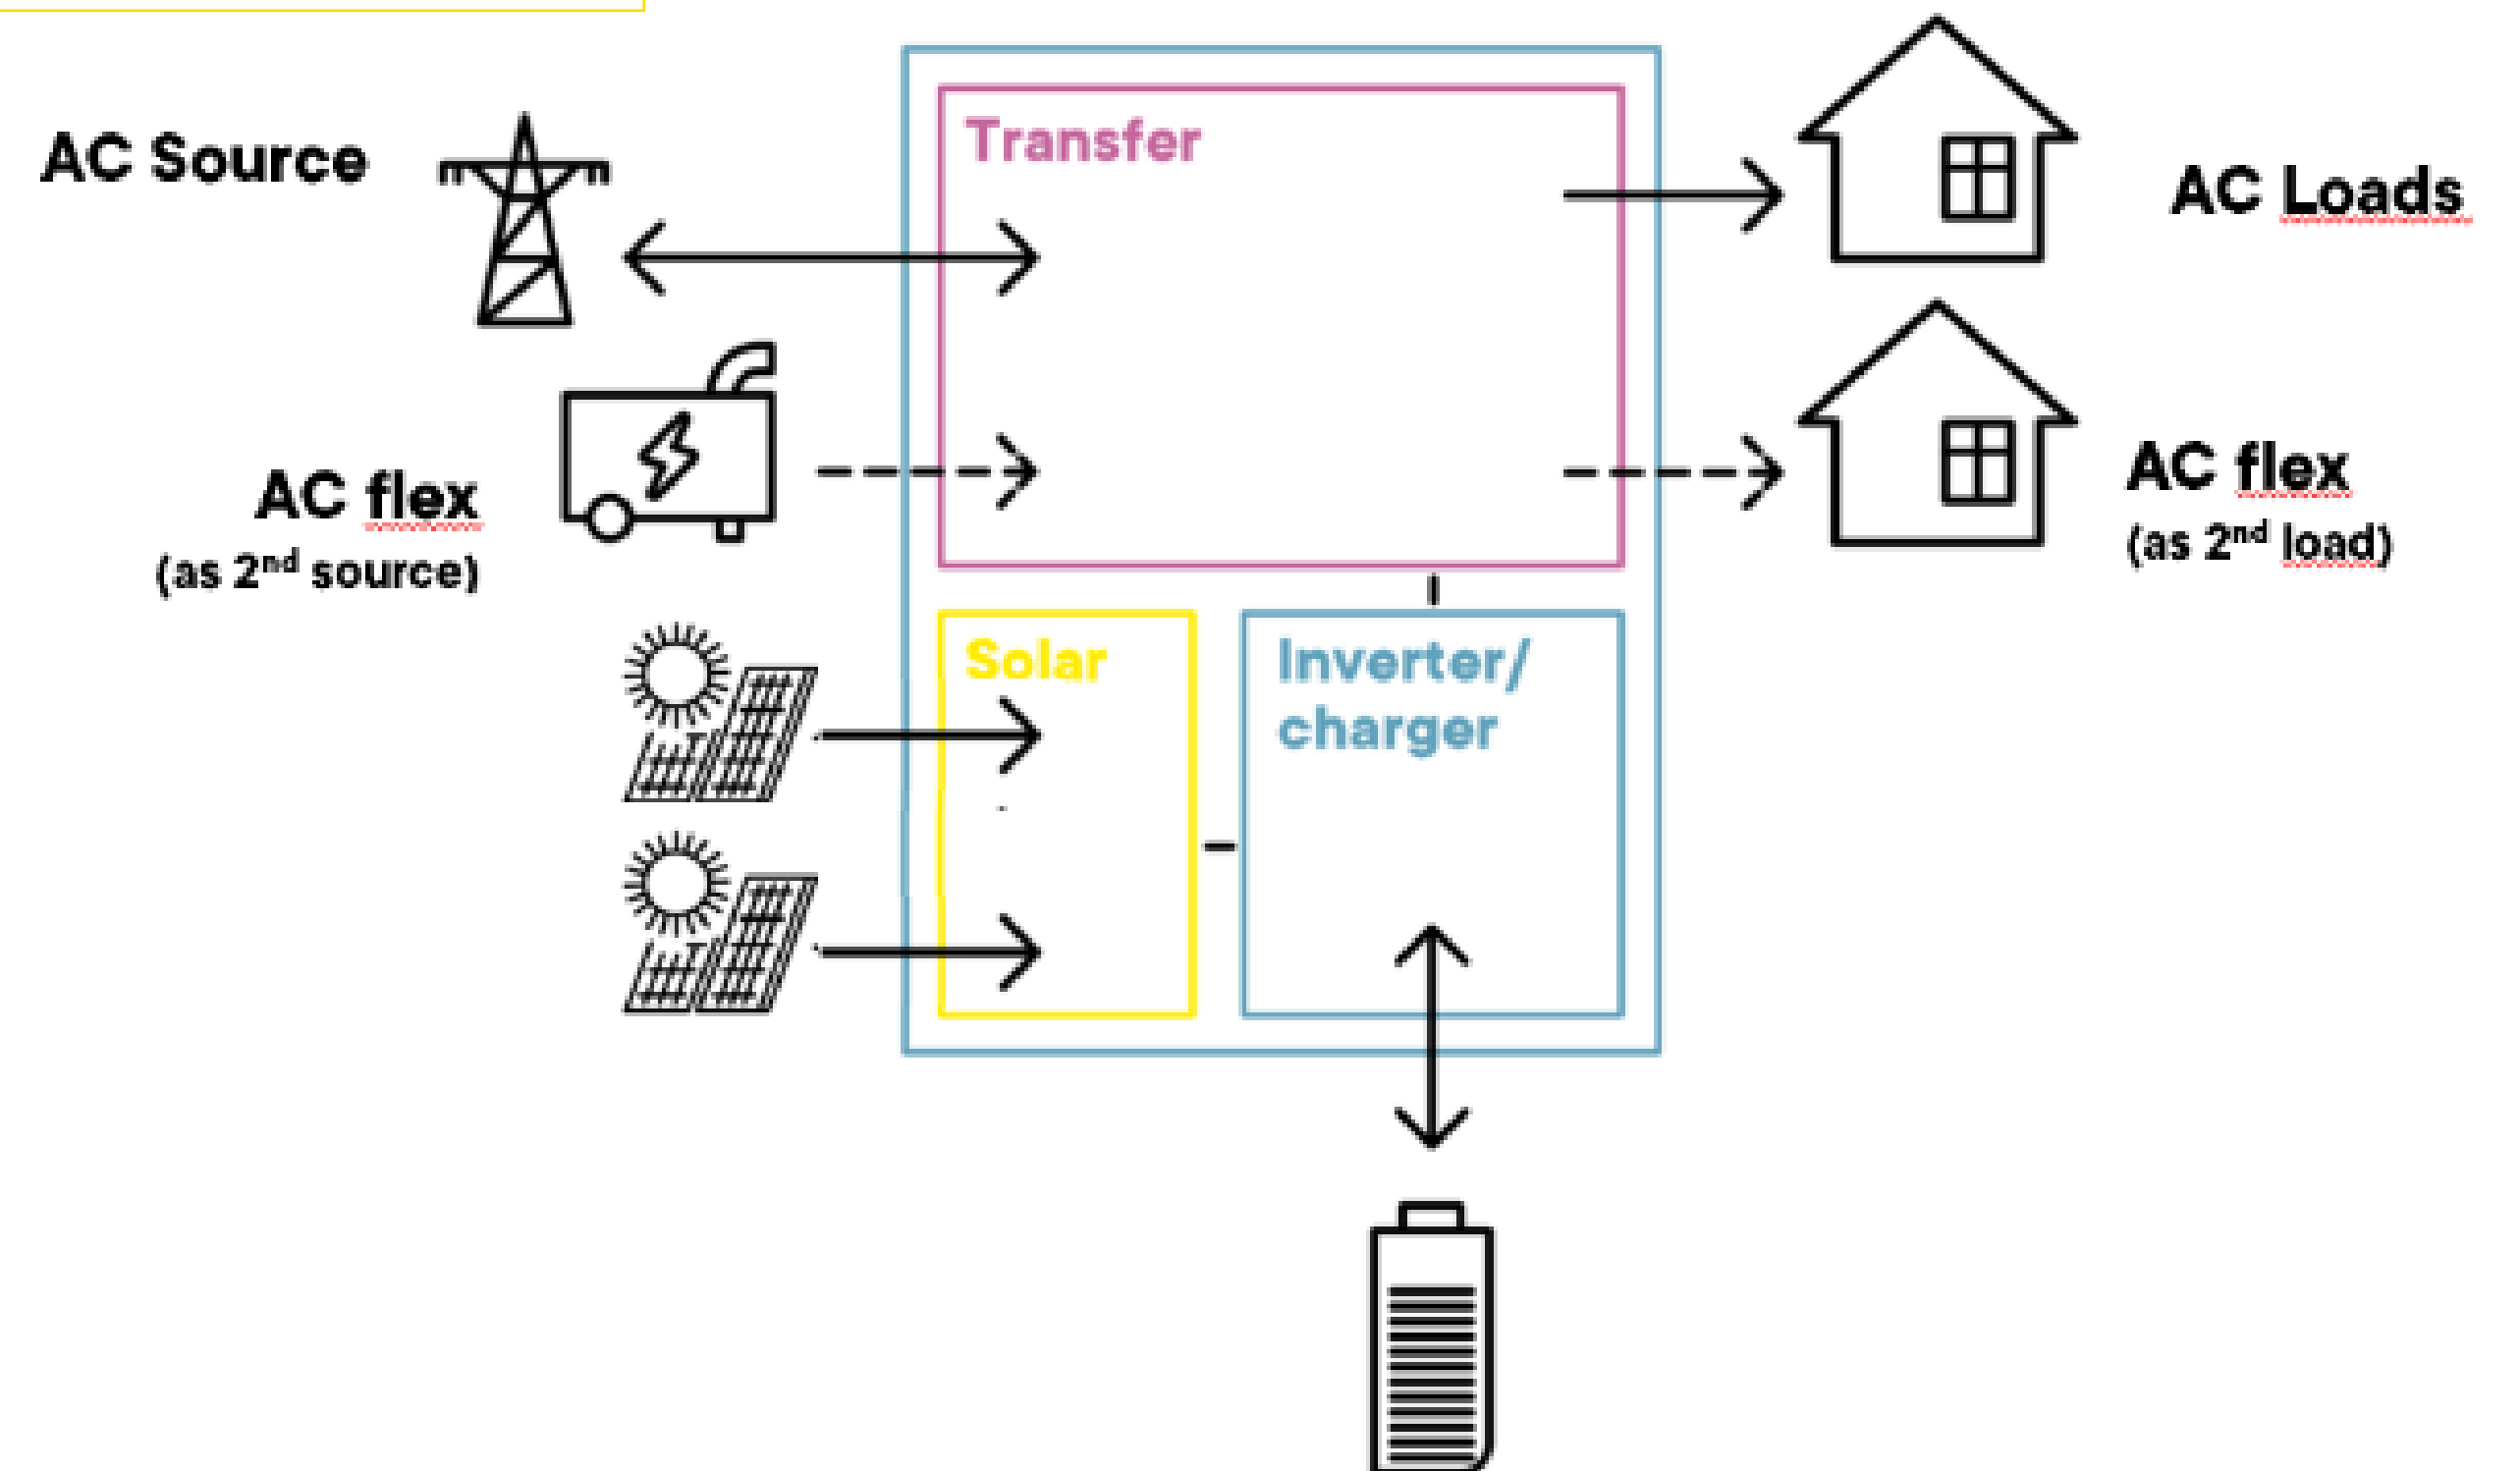 AC Source
Transfer
AC Loads
AC flex
(as 2nd source)
AC flex
(as 2nd load)
Solar
Inverter/
charger